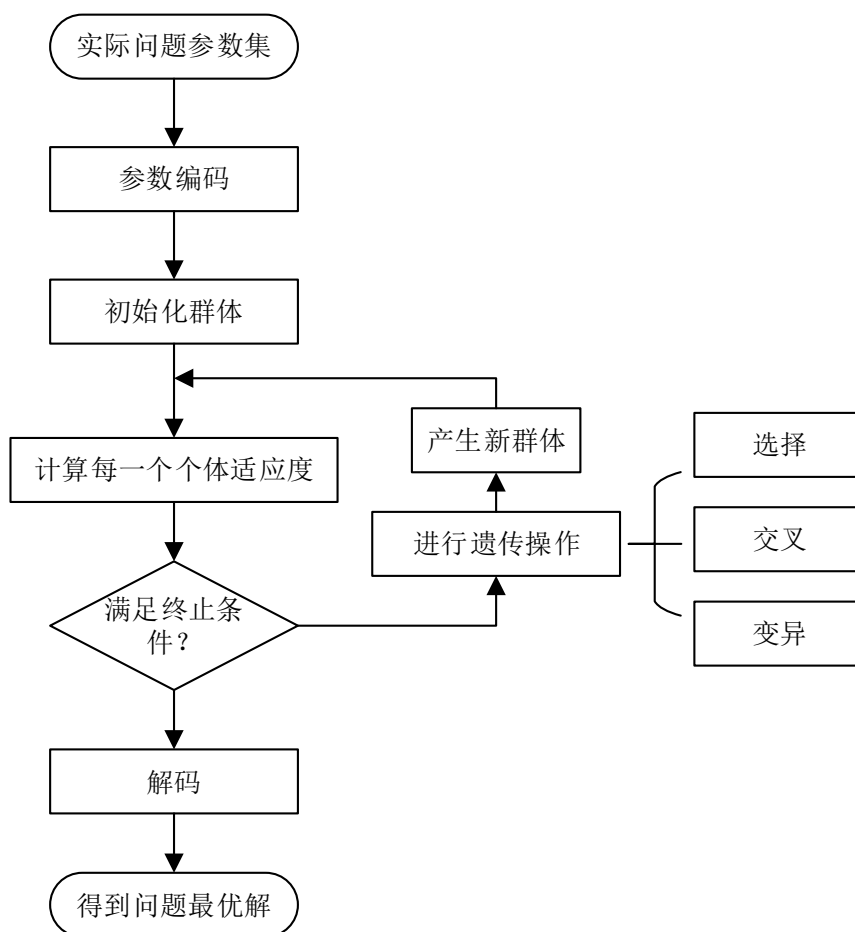 实际问题参数集
参数编码
初始化群体
计算每一个个体适应度
产生新群体
选择
进行遗传操作
交叉
满足终止条
件？
变异
解码
得到问题最优解